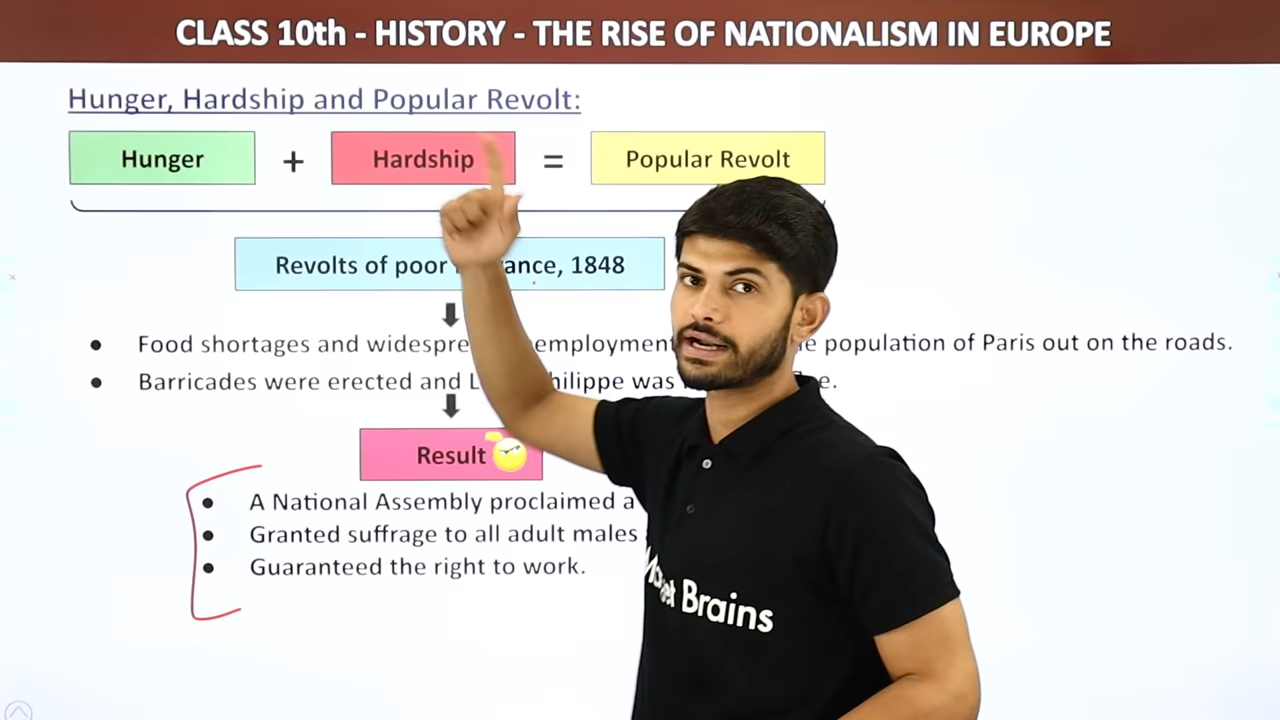 CLASS 10th - HISTORY - THE RISE OF NATIONALISM IN EUROPE
Hunger, Hardship and Popular Revolt:
Hunger + Hardship = Popular Revolt
Revolts of poor ance, 1848
• Food shortages and widespre employment e population of Paris out on the roads.
• Barricades were erected and L hilippe was e.
Result
• A National Assembly proclaimed a
• Granted suffrage to all adult males
• Guaranteed the right to work.
Brains